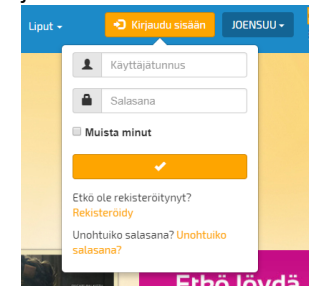 Liput
Kirjaudu sisään
JOENSUU
Käyttäjätunnus
Salasana
Muista minut
Etkö ole rekisteröitynyt?
Rekisteröidy
Unohtuiko salasana? Unohtuiko
salasana?
Ethö löydä